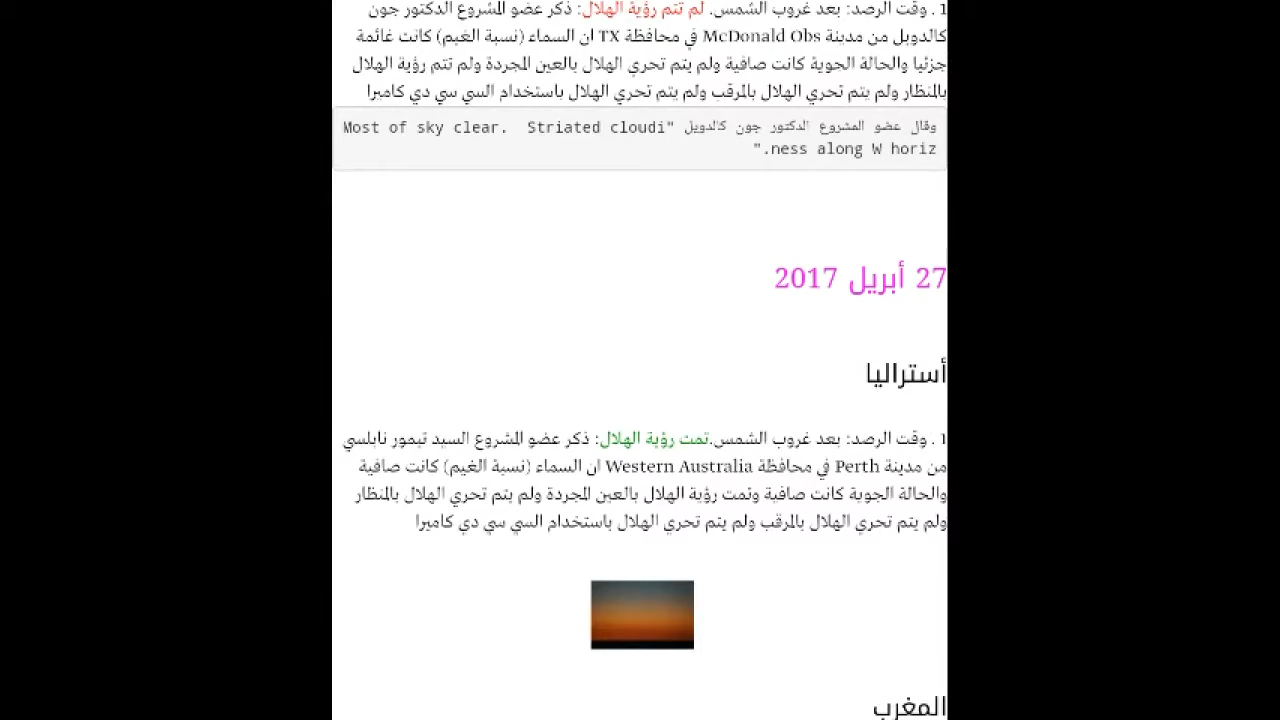 1 . وقت الرصد: بعد غروب الشمس. لم تتم رؤية الهلال: ذكر عضو المشروع الدكتور جون
كالدويل من مدينة McDonald Obs في محافظة TX ان السماء (نسبة الغيم) كانت غائمة
جزئيا والحالة الجوية كانت صافية ولم يتم تحري الهلال بالعين المجردة ولم تتم رؤية الهلال
بالمنظار ولم يتم تحري الهلال بالمرقب ولم يتم تحري الهلال باستخدام السي سي دي كاميرا
وقال عضو المشروع الدكتور جون كالدويل "Most of sky clear. Striated cloudi
ness along W horiz."
27 أبريل 2017
أستراليا
1 . وقت الرصد: بعد غروب الشمس.تمت رؤية الهلال: ذكر عضو المشروع السيد تيمور نابلسي
من مدينة Perth في محافظة Western Australia ان السماء (نسبة الغيم) كانت صافية
والحالة الجوية كانت صافية وتمت رؤية الهلال بالعين المجردة ولم يتم تحري الهلال بالمنظار
ولم يتم تحري الهلال بالمرقب ولم يتم تحري الهلال باستخدام السي سي دي كاميرا
المغرب